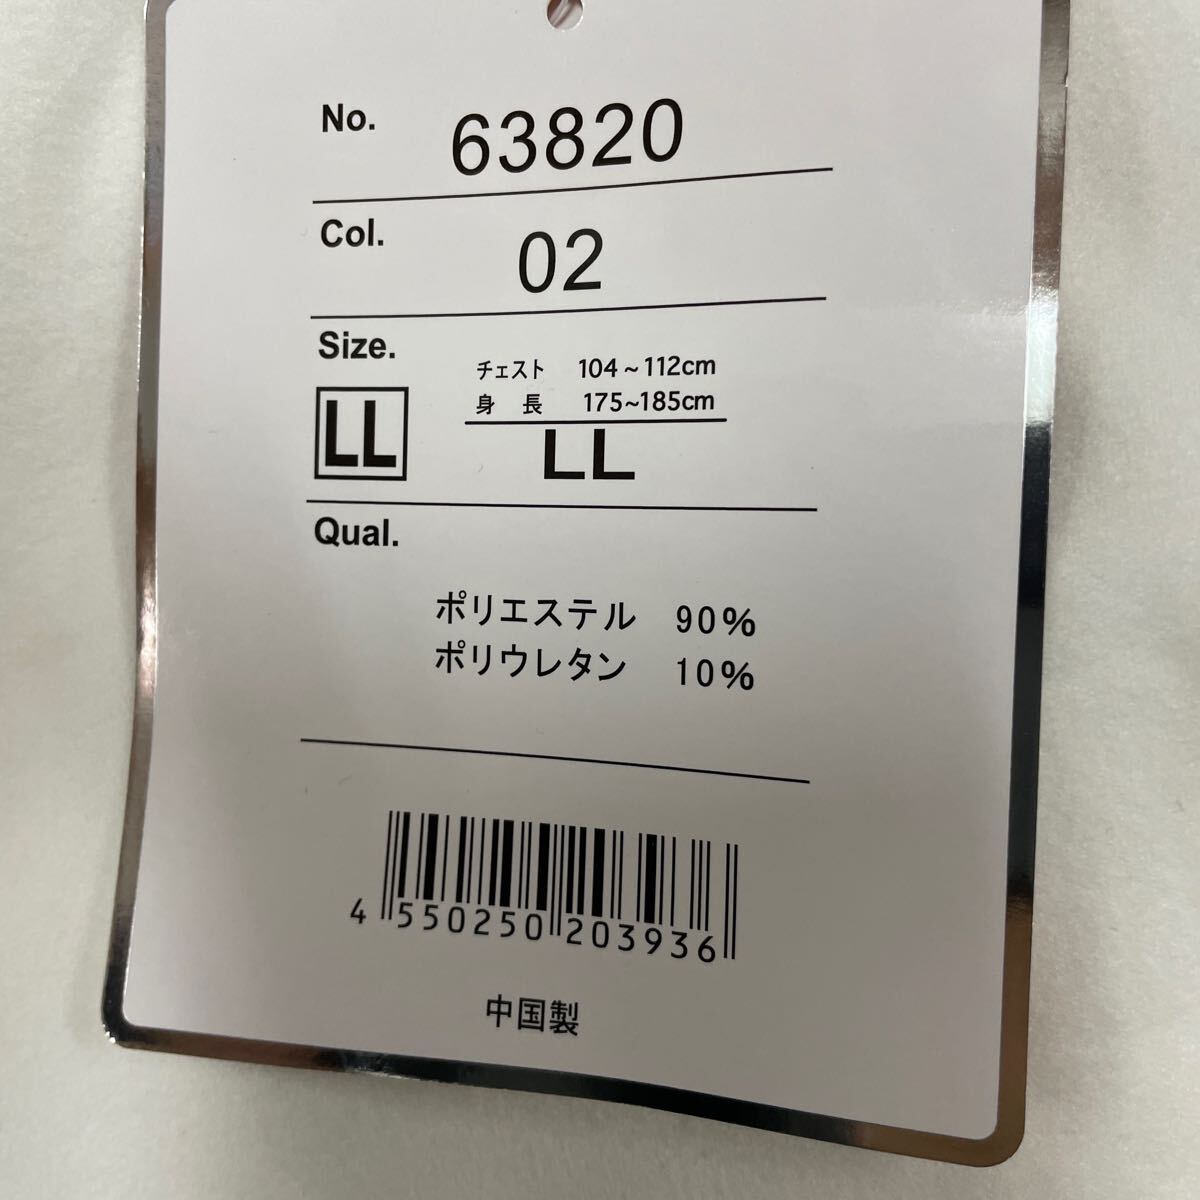 No. 63820
Col. 02
Size.
チェスト 104～112cm
身 長 175~185cm
LL
LL
Qual.
ポリエステル 90%
ポリウレタン 10%
4 550250 203936
中国製